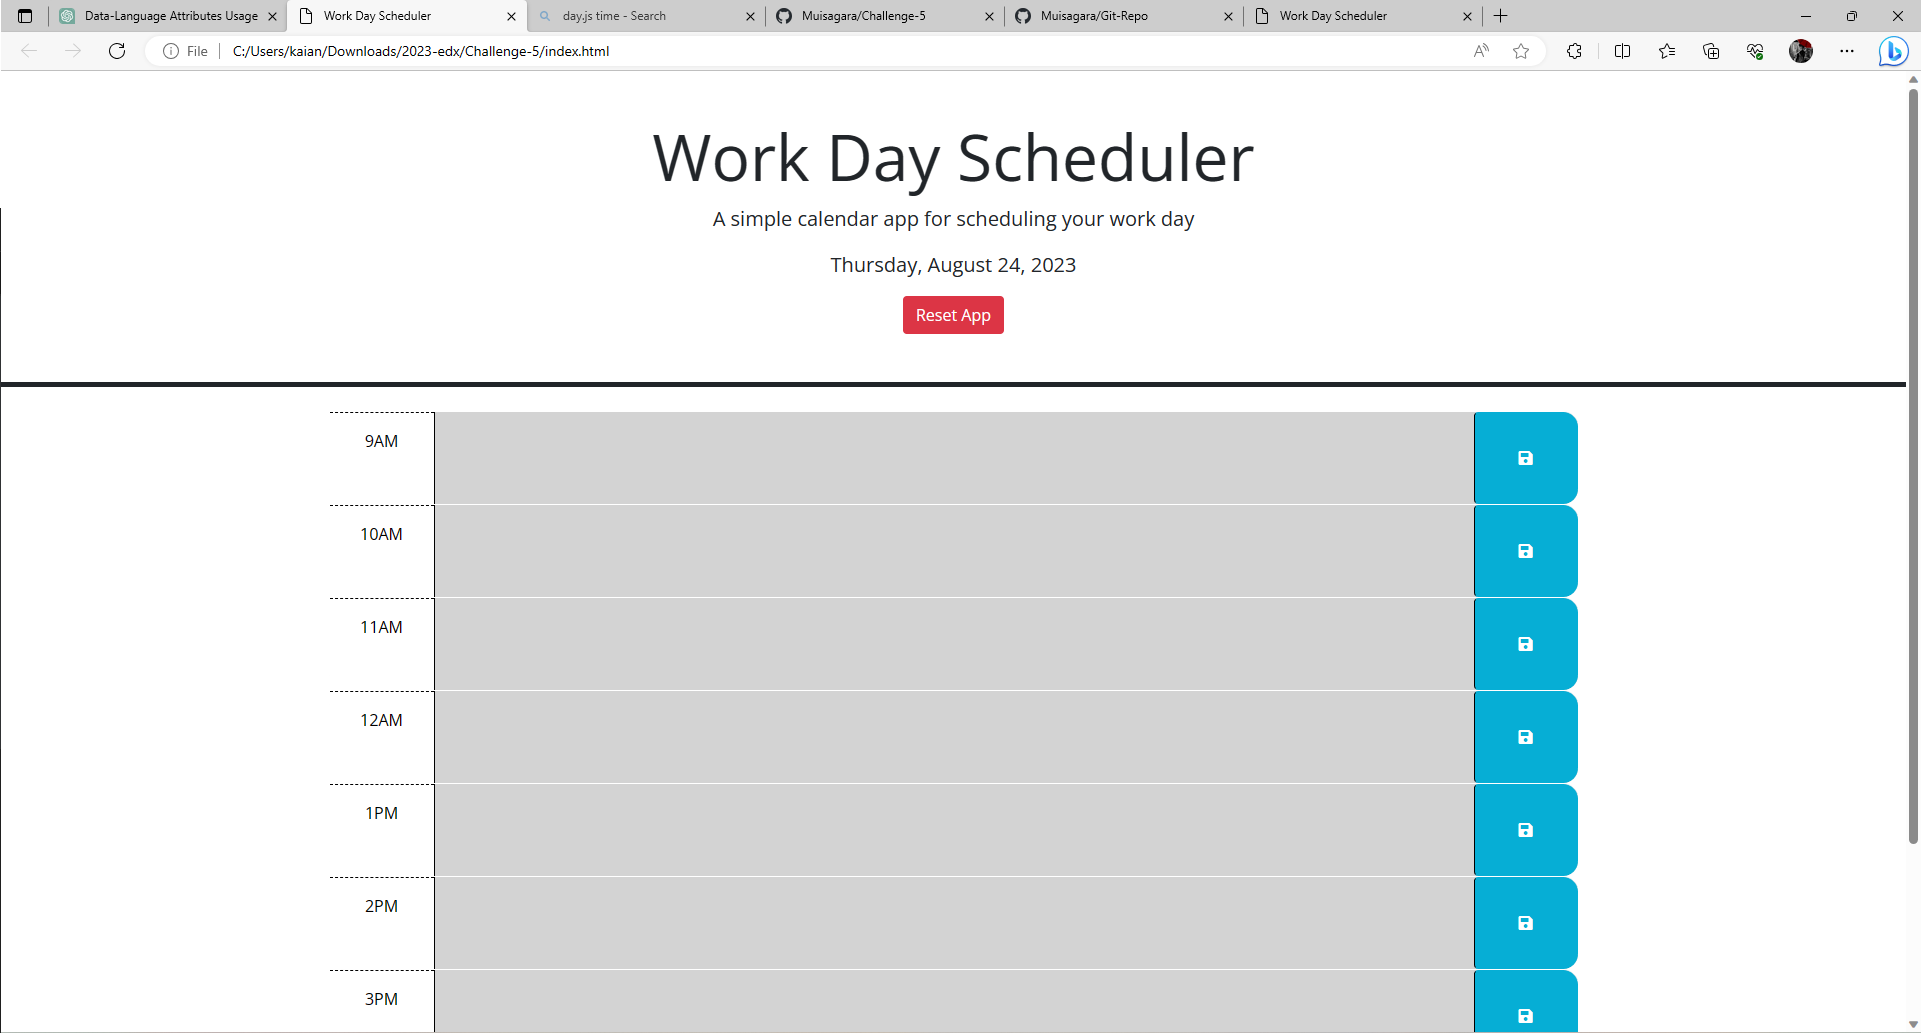 Data-Language Attributes Usage
Work Day Scheduler
day.js time - Search
Muisagara/Challenge-5
Muisagara/Git-Repo
Work Day Scheduler
File
C:/Users/kaian/Downloads/2023-edx/Challenge-5/index.html
Work Day Scheduler
A simple calendar app for scheduling your work day
Thursday, August 24, 2023
Reset App
9AM
10AM
11AM
12AM
1PM
2PM
3PM